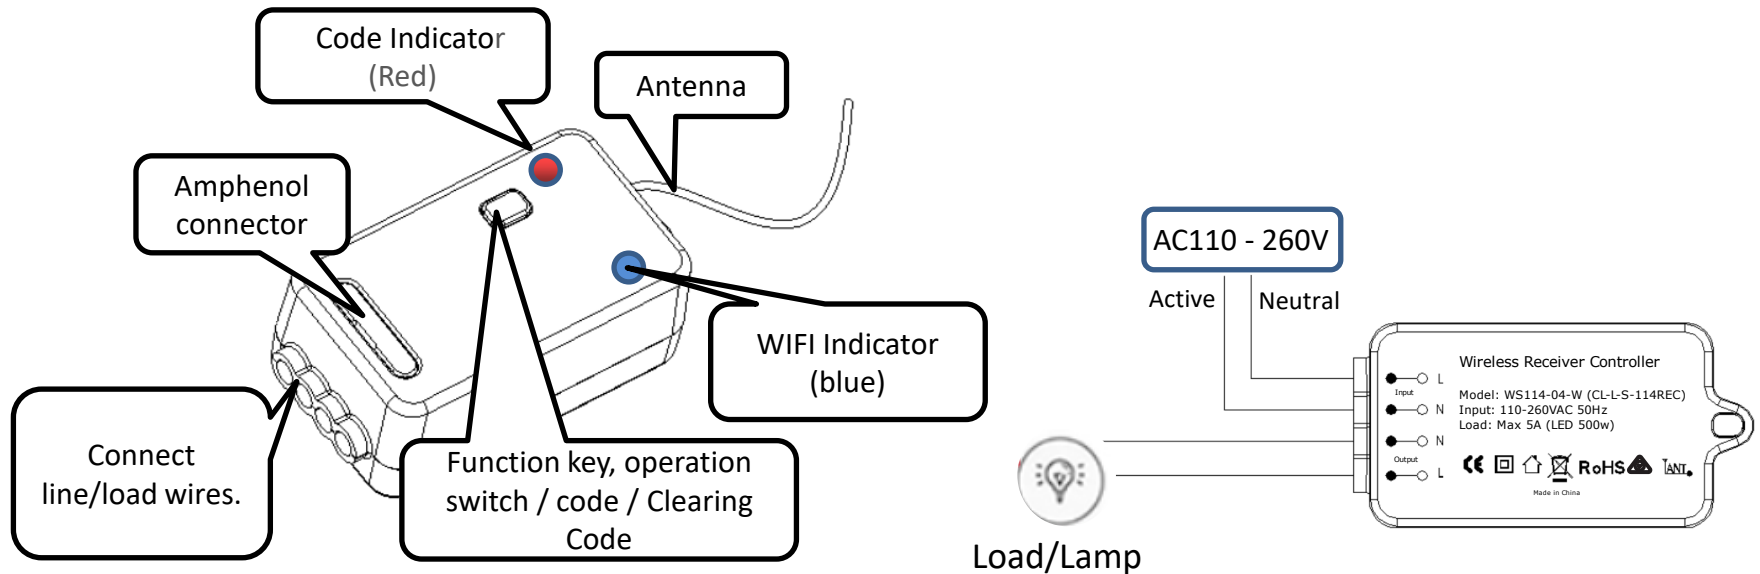 Code Indicator
(Red)
Antenna
Amphenol
connector
WIFI Indicator
(blue)
Connect
line/load wires.
Function key, operation
switch / code / Clearing
Code
AC110 - 260V
Active
Neutral
Load/Lamp
Wireless Receiver Controller
Model: WS114-04-W (CL-L-S-114REC)
Input: 110-260VAC 50Hz
Load: Max 5A (LED 500w)
L
Input
N
N
Output
L
CE
RoHS
Made in China